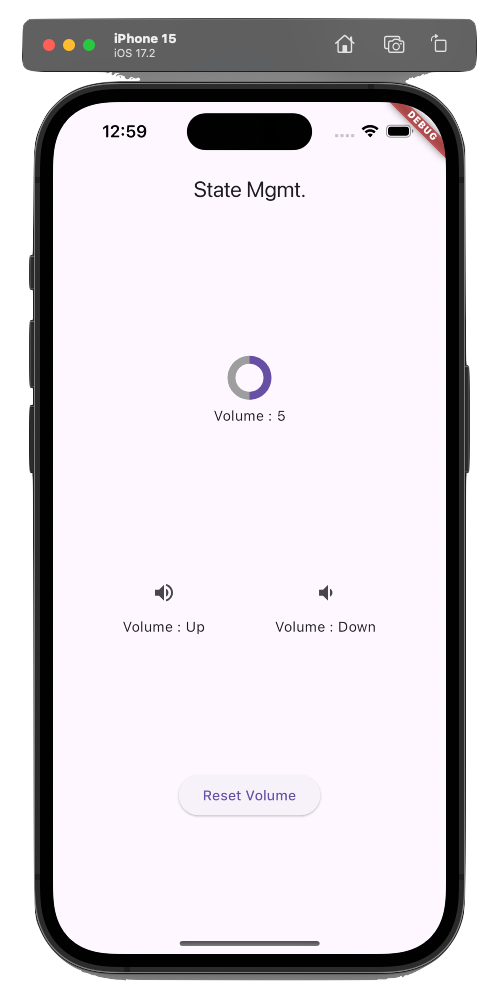 iPhone 15
iOS 17.2
12:59
DEBUG
State Mgmt.
Volume : 5
Volume : Up
Volume : Down
Reset Volume